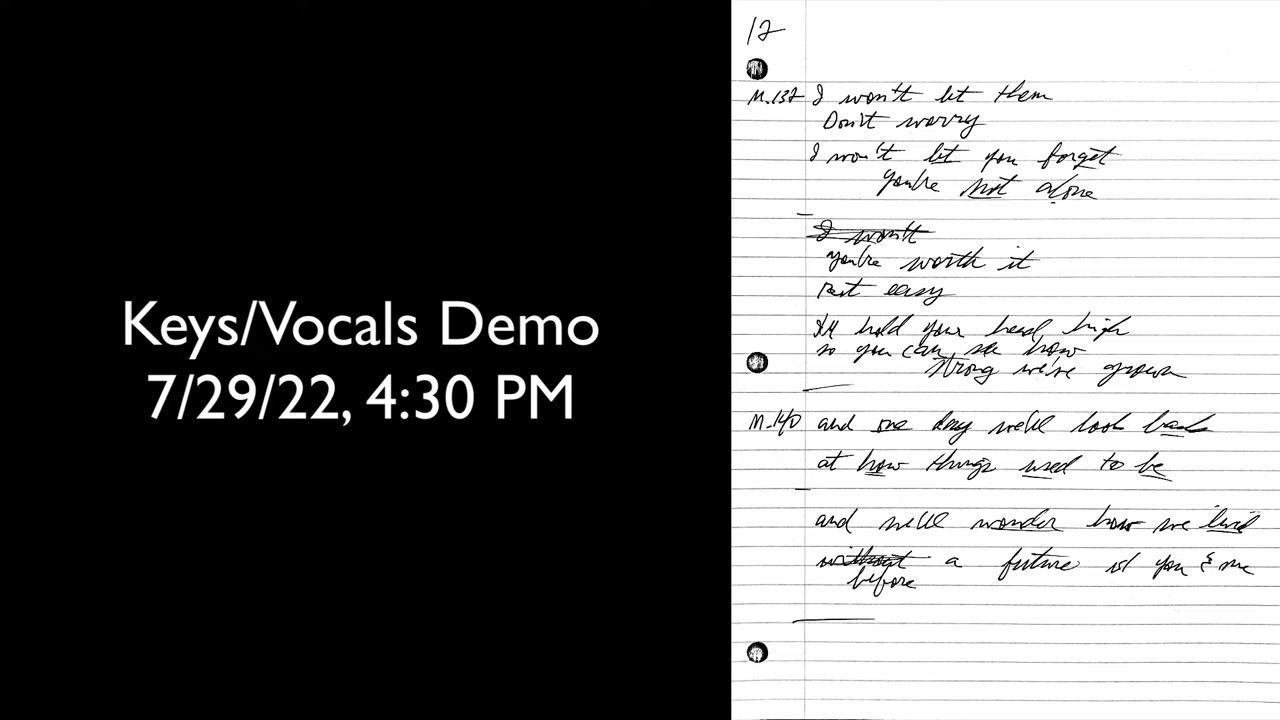 Keys/Vocals Demo
7/29/22, 4:30 PM
12
M.132 I won't let them
Don't worry
I won't let you forget
you're not alone
I won't
you're worth it
Rest easy
I'll hold your head high
so you can see how
strong we've grown
M.140 and one day we'll look back
at how things used to be
and we'll wonder how we lived
without a future w/ you & me
before